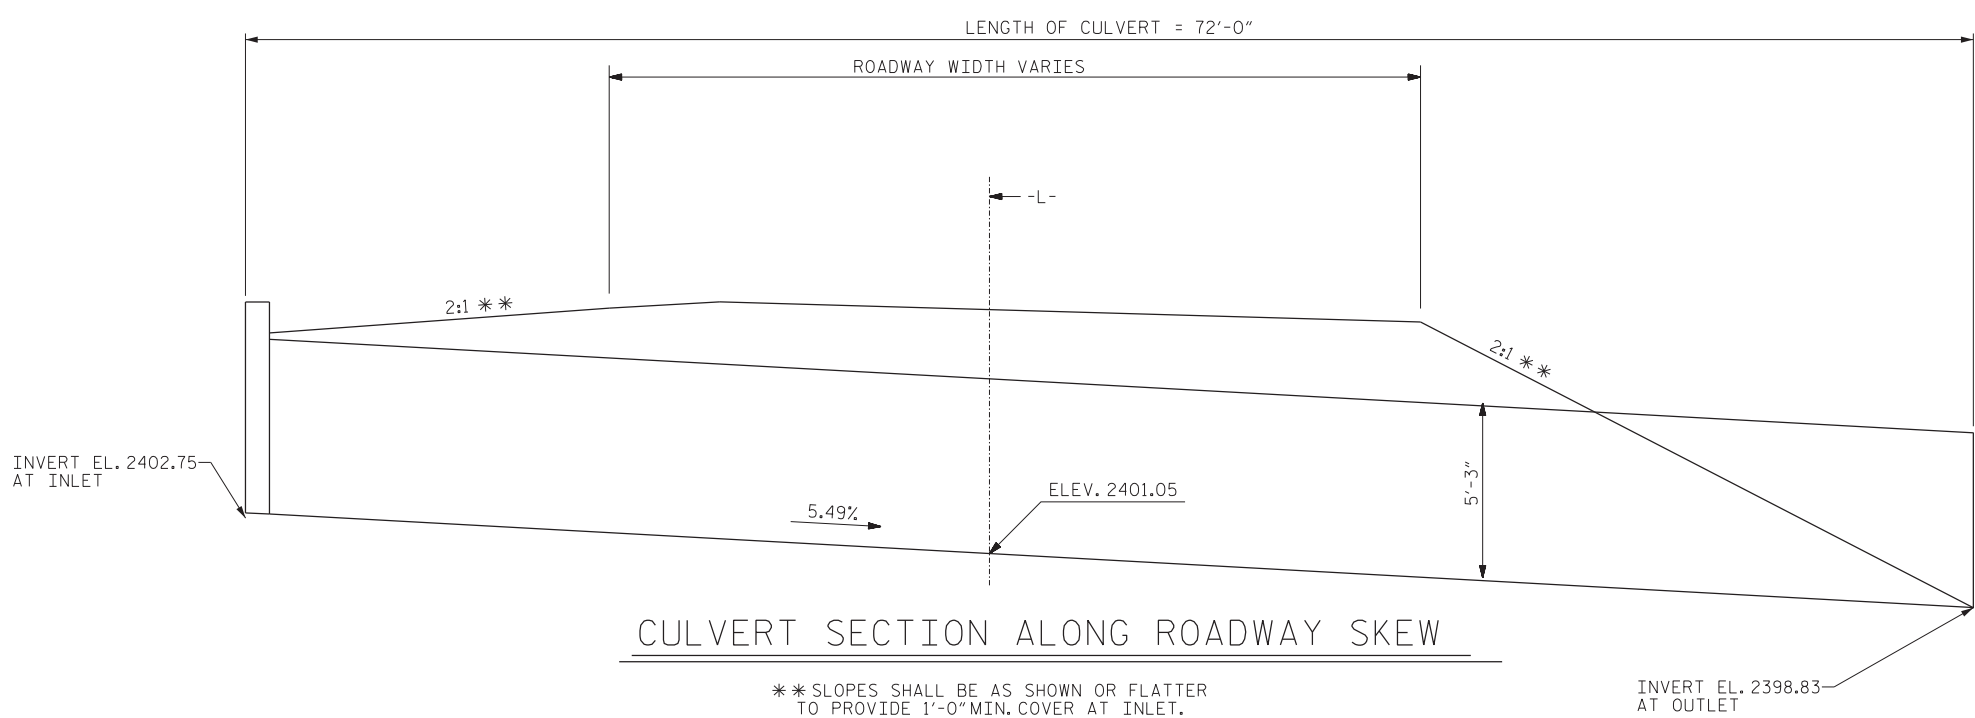 LENGTH OF CULVERT = 72'-0"
ROADWAY WIDTH VARIES
-L-
2:1 **
2:1 **
INVERT EL. 2402.75
AT INLET
5'-3"
ELEV. 2401.05
5.49%
CULVERT SECTION ALONG ROADWAY SKEW
** SLOPES SHALL BE AS SHOWN OR FLATTER
TO PROVIDE 1'-0" MIN. COVER AT INLET.
INVERT EL. 2398.83
AT OUTLET